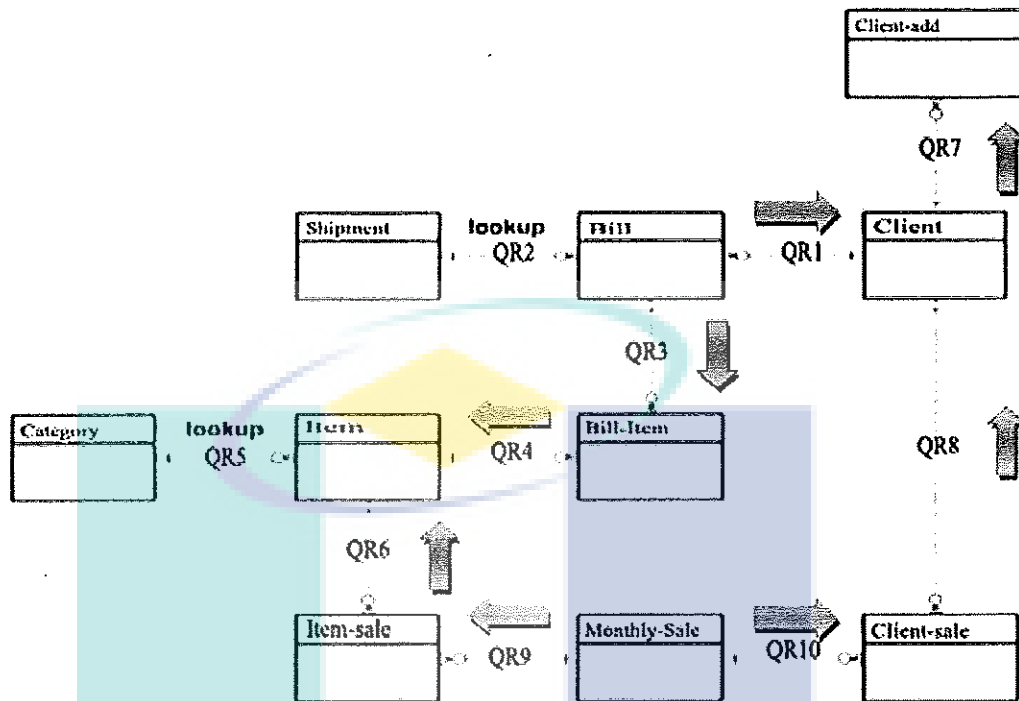 Client-add
QR7
Shipment
lookup
QR2
Bill
QR1
Client
QR3
Category
lookup
QR5
Item
QR4
Bill-Item
QR8
QR6
Item-sale
QR9
Monthly-Sale
QR10
Client-sale